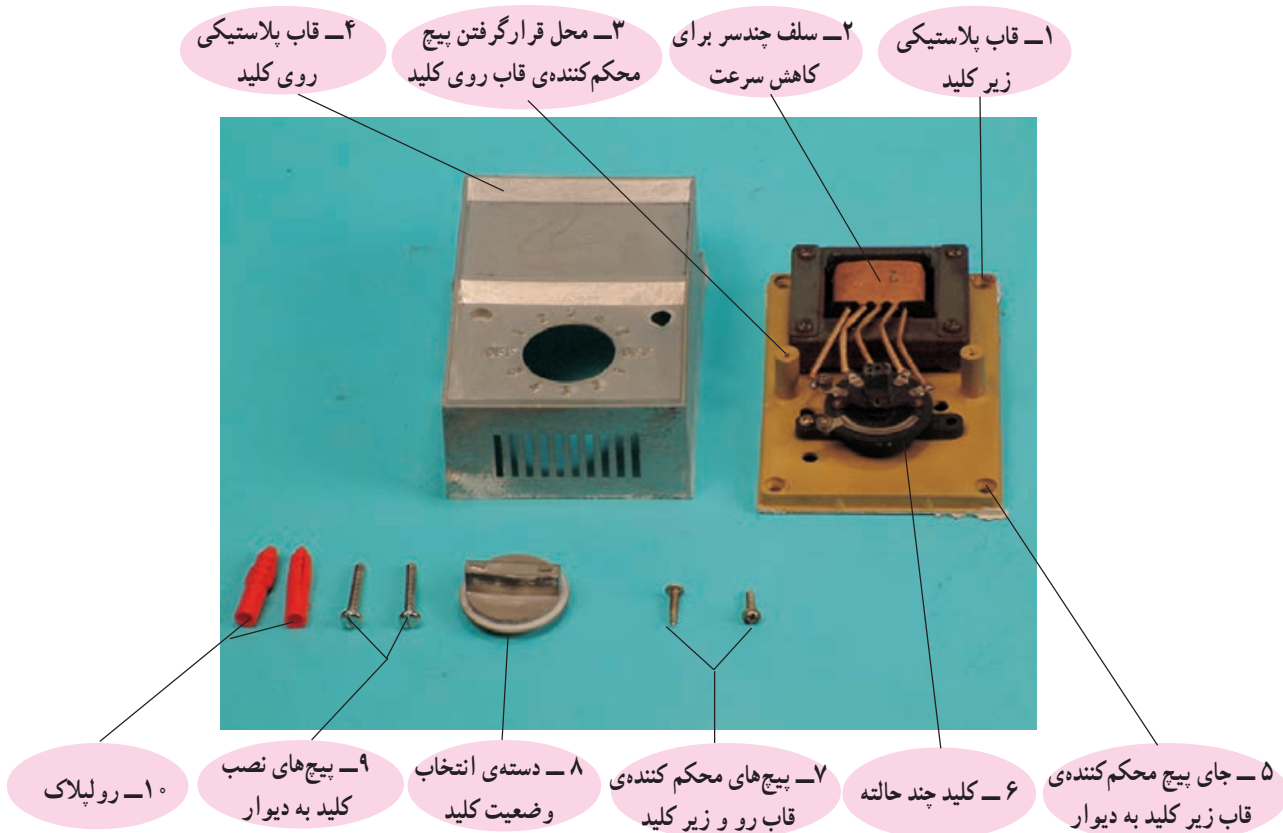 ۱ــ قاب پلاستیکی
زیر کلید
۲ــ سلف چندسر برای
کاهش سرعت
۳ــ محل قرارگرفتن پیچ
محکم‌کننده‌ی قاب روی کلید
۴ــ قاب پلاستیکی
روی کلید
۵ ــ جای پیچ محکم‌کننده‌ی
قاب زیر کلید به دیوار
۶ ــ کلید چند حالته
۷ــ پیچ‌های محکم کننده‌ی
قاب رو و زیر کلید
۸ ــ دسته‌ی انتخاب
وضعیت کلید
۹ــ پیچ‌های نصب
کلید به دیوار
۱۰ــ رولپلاک